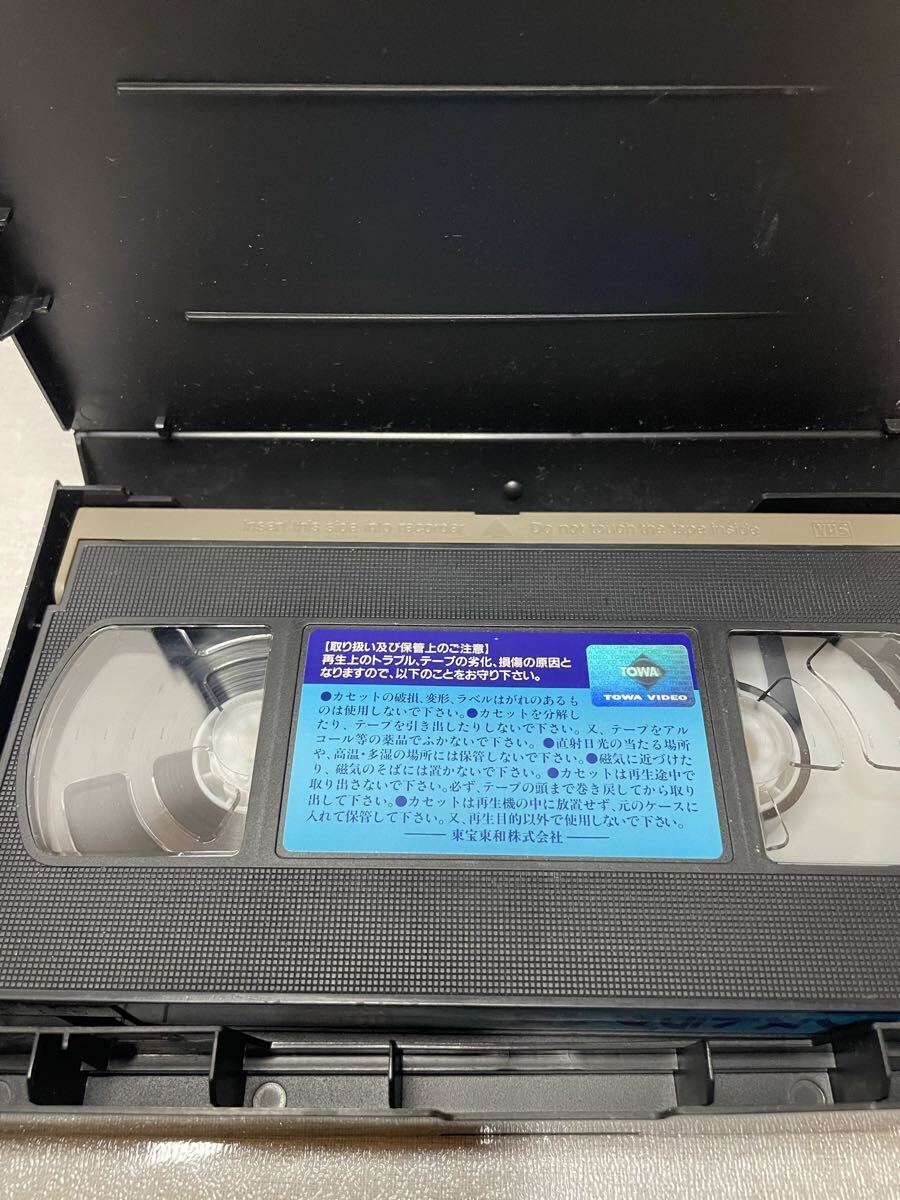 Insert this side into recorder
Do not touch the tape inside
VHS
【取り扱い及び保管上のご注意】
再生上のトラブル、テープの劣化、損傷の原因と
なりますので、以下のことをお守り下さい。
TOWA
TOWA VIDEO
●カセットの破損、変形、ラベルはがれのあるも
のは使用しないで下さい。●カセットを分解し
たり、テープを引き出したりしないで下さい。又、テープをアル
コール等の薬品でふかないで下さい。●直射日光の当たる場所
や、高温・多湿の場所には保管しないで下さい。●磁気に近づけた
り、磁気のそばには置かないで下さい。●カセットは再生途中で
取り出さないで下さい。必ず、テープの頭まで巻き戻してから取り
出して下さい。●カセットは再生機の中に放置せず、元のケースに
入れて保管して下さい。又、再生目的以外で使用しないで下さい。
東宝東和株式会社